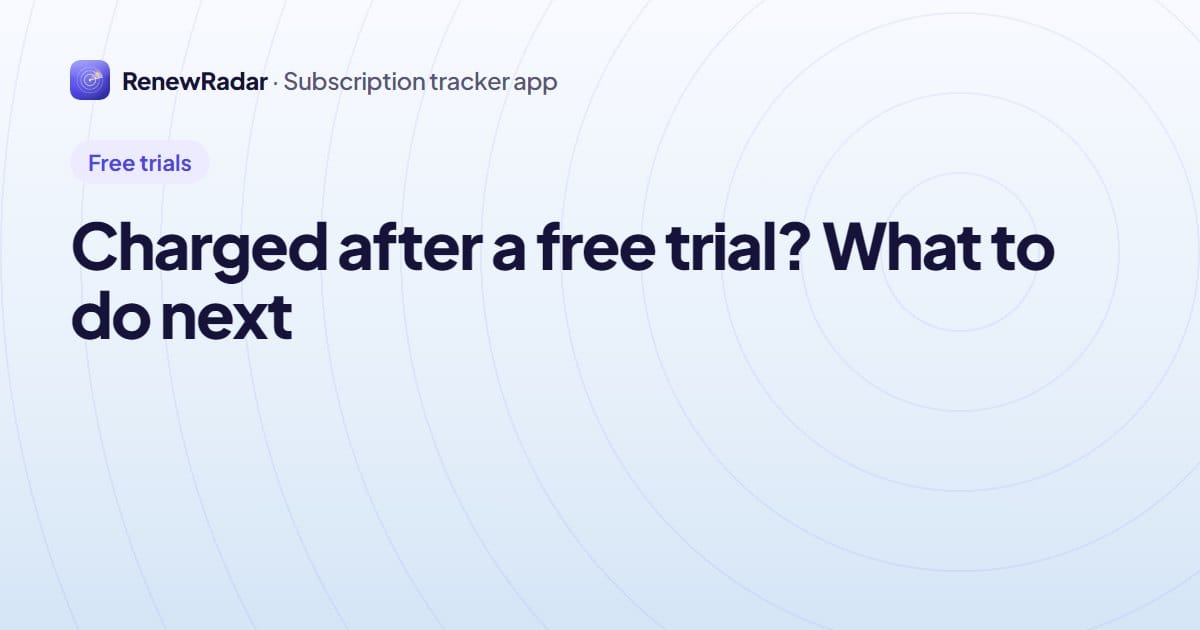 RenewRadar · Subscription tracker app
Free trials
Charged after a free trial? What to
do next